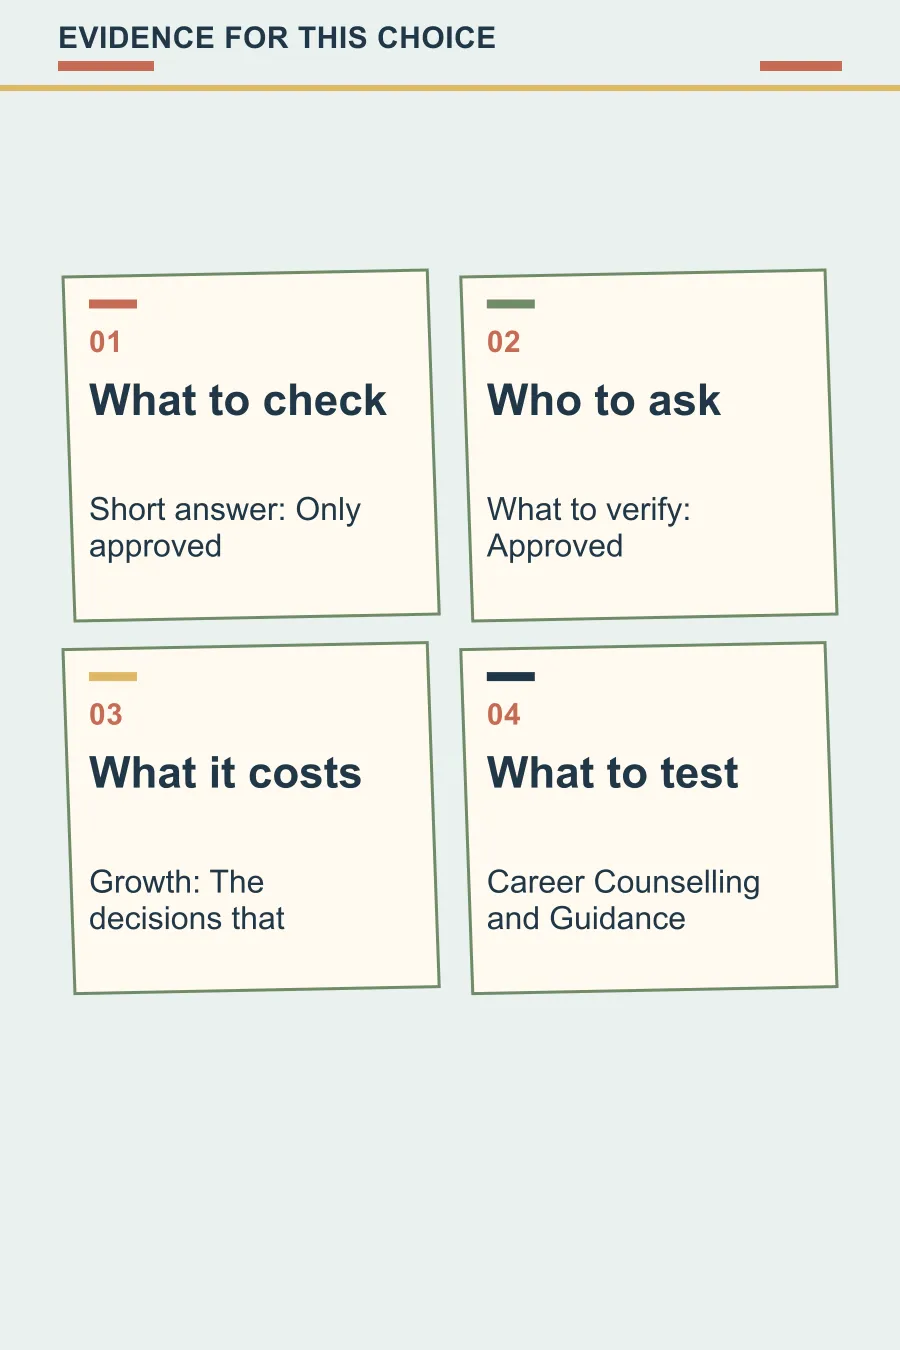 EVIDENCE FOR THIS CHOICE
01
What to check
Short answer: Only
approved
02
Who to ask
What to verify:
Approved
03
What it costs
Growth: The
decisions that
04
What to test
Career Counselling
and Guidance